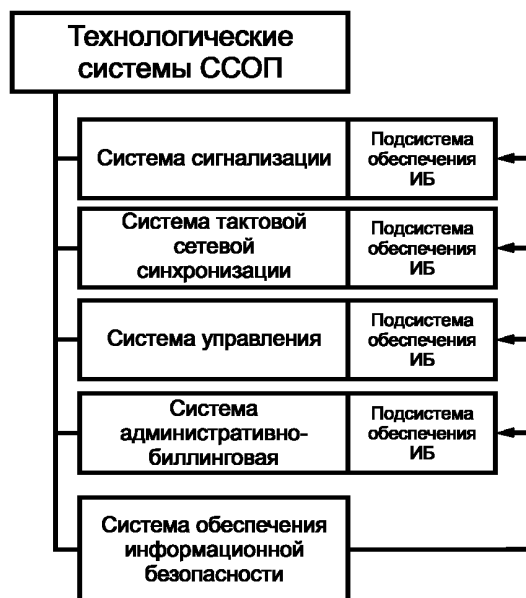 Технологические
системы ССОП
Система сигнализации
Подсистема
обеспечения
ИБ
Система тактовой
сетевой
синхронизации
Подсистема
обеспечения
ИБ
Система управления
Подсистема
обеспечения
ИБ
Система
административно-
биллинговая
Подсистема
обеспечения
ИБ
Система обеспечения
информационной
безопасности